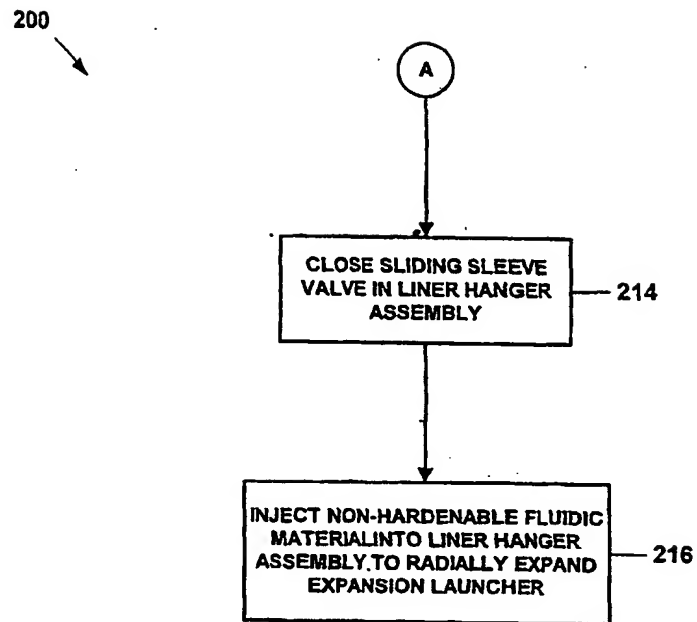 200
A
CLOSE SLIDING SLEEVE
VALVE IN LINER HANGER
ASSEMBLY
214
INJECT NON-HARDENABLE FLUIDIC
MATERIALINTO LINER HANGER
ASSEMBLY.TO RADIALLY EXPAND
EXPANSION LAUNCHER
216